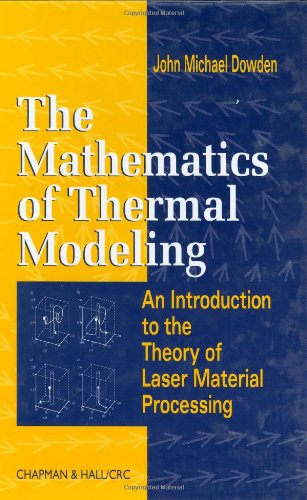 John Michael Dowden
The
Mathematics
of Thermal
Modeling
An Introduction
to the
Theory of
Laser Material
Processing
CHAPMAN & HALL/CRC